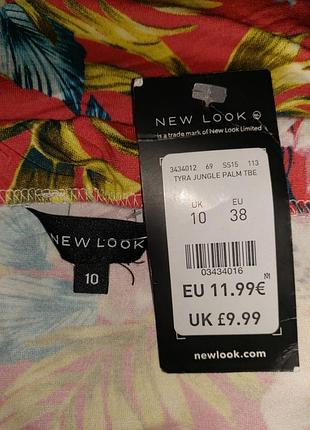 NEW LOOK
is a trade mark of New Look Limited
3434012 69 SS15 113
TYRA JUNGLE PALM TBE
UK EU
10 38
03434016
EU 11.99€
UK £9.99
newlook.com
NEW LOOK
10